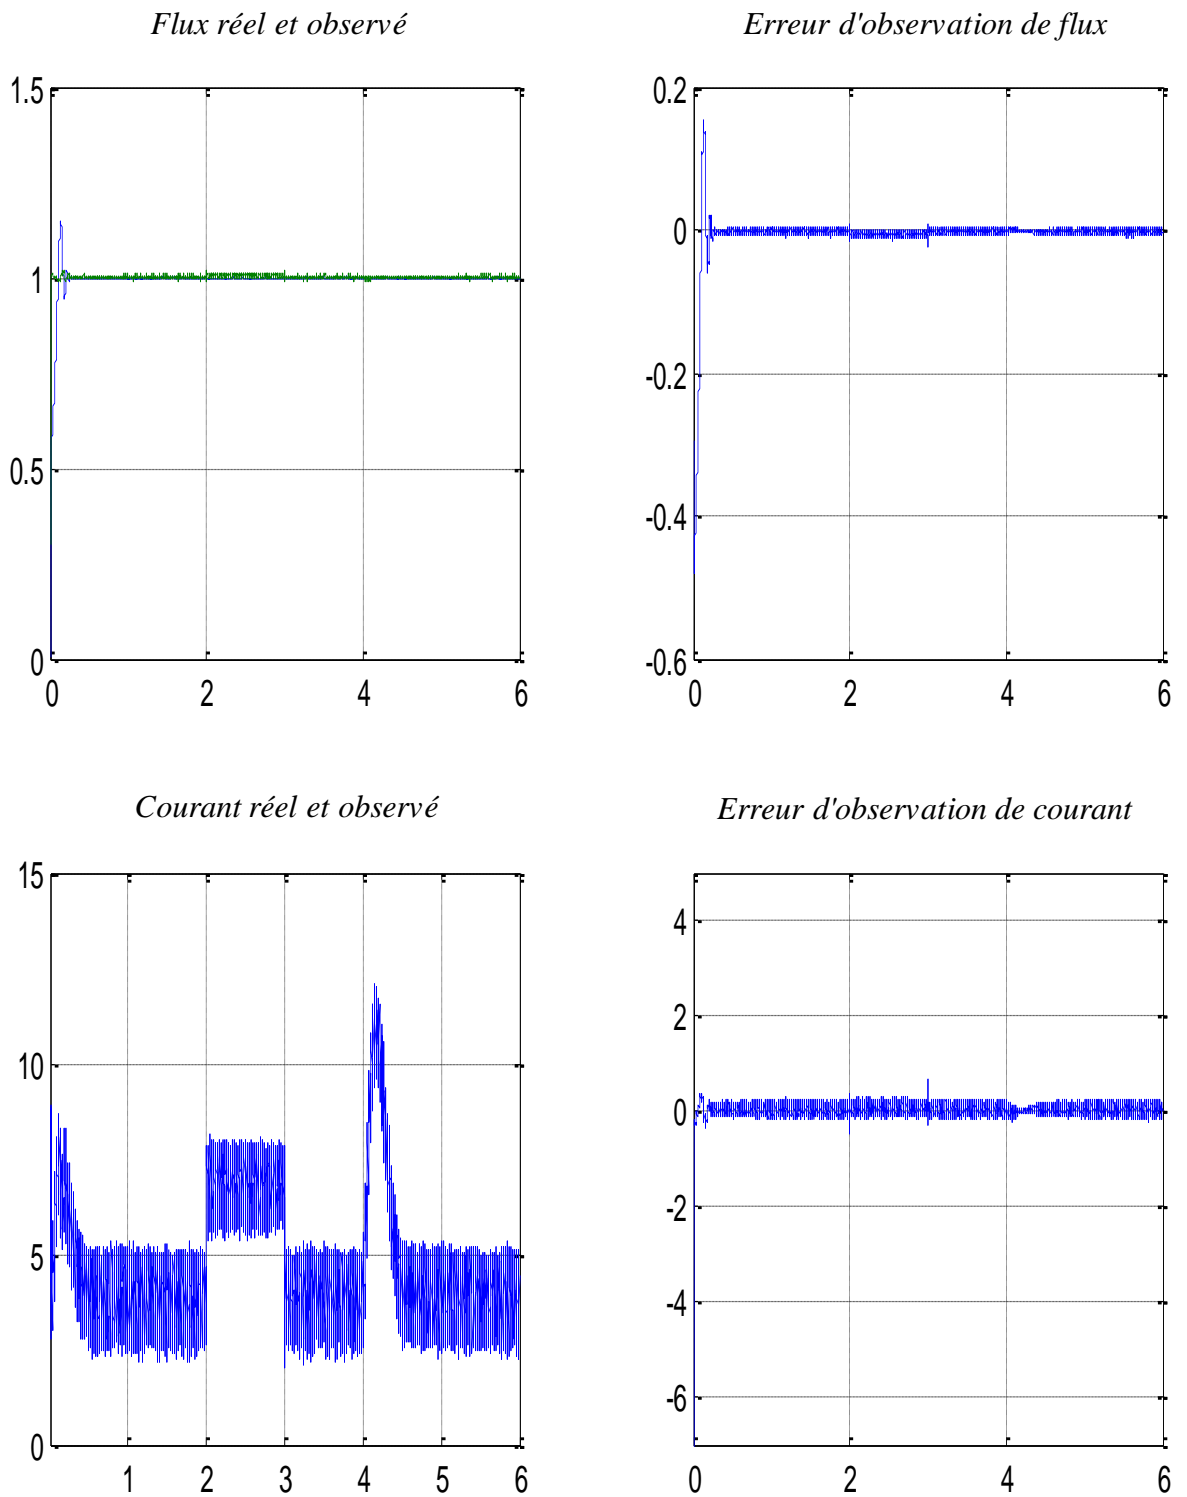 Flux réel et observé
Erreur d'observation de flux
1.5
1
0.5
0
0 2 4 6
0.2
0
-0.2
-0.4
-0.6
0 2 4 6
Courant réel et observé
Erreur d'observation de courant
15
10
5
0
1 2 3 4 5 6
4
2
0
-2
-4
-6
0 2 4 6